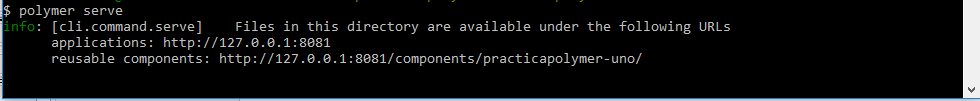 $ polymer serve
info: [cli.command.serve]    Files in this directory are available under the following URLs
      applications: http://127.0.0.1:8081
      reusable components: http://127.0.0.1:8081/components/practicapolymer-uno/